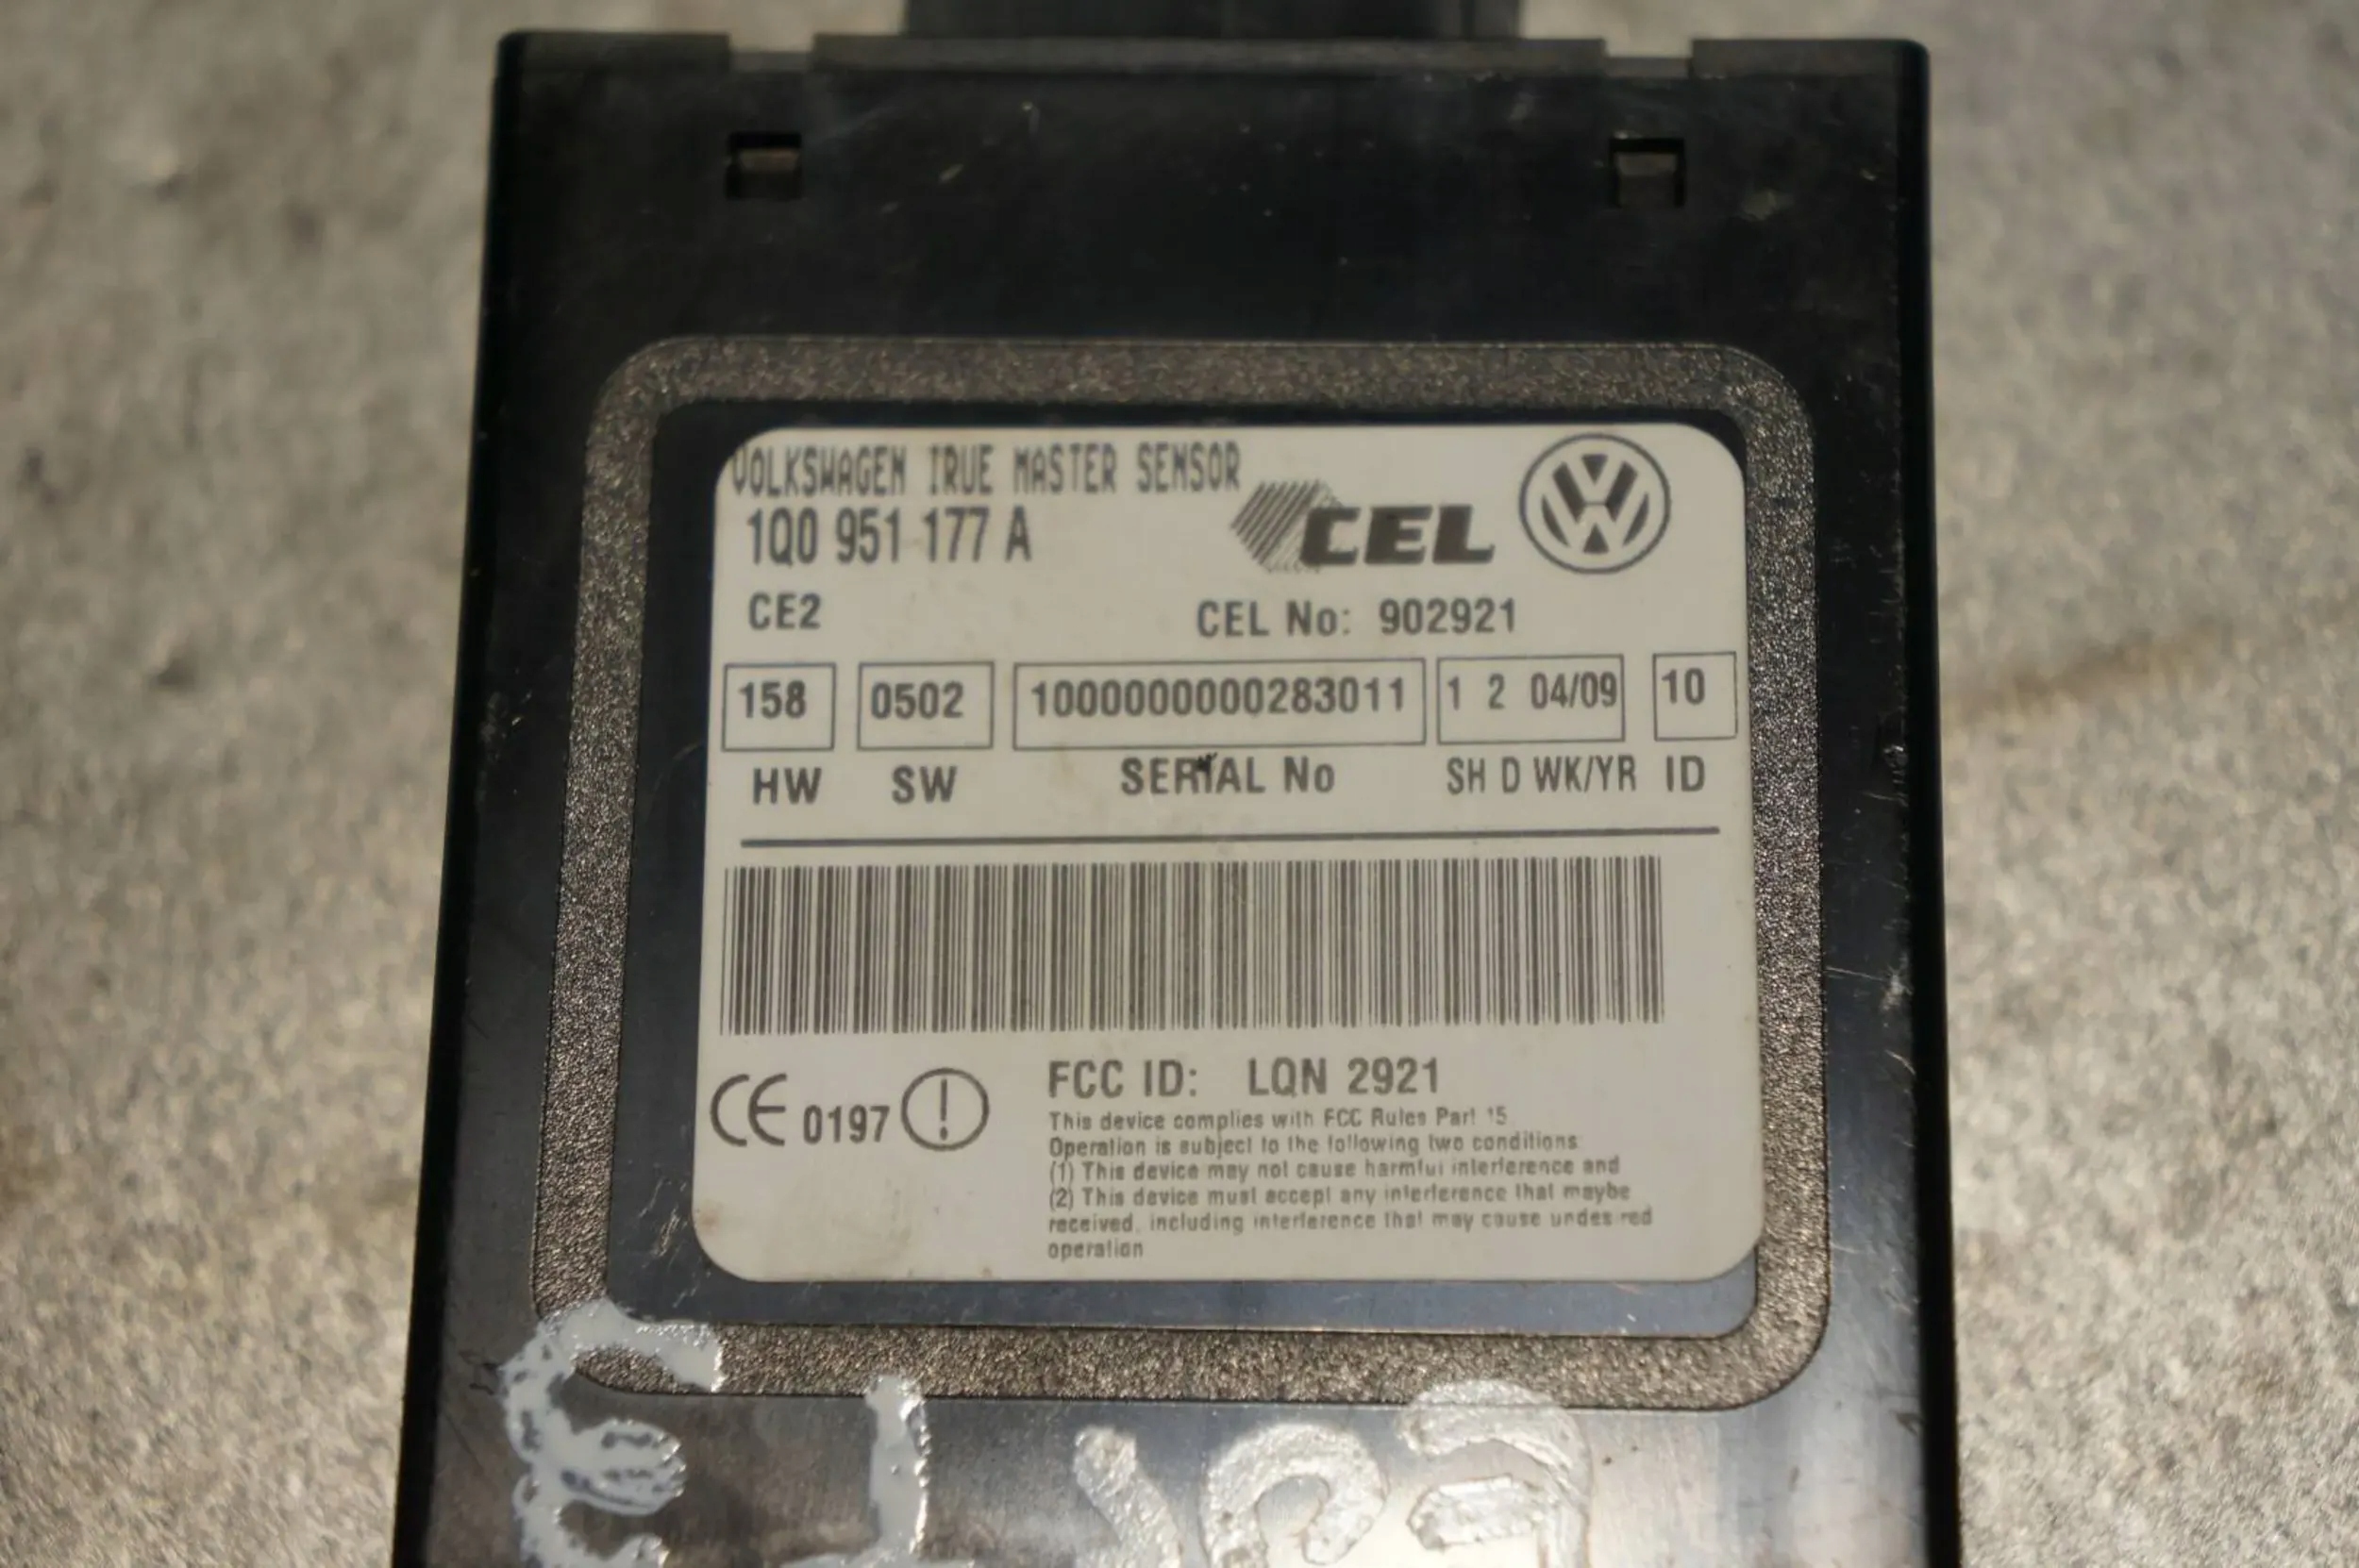 VOLKSWAGEN IRUE MASTER SENSOR
1Q0 951 177 A
CEL
CE2
CEL No: 902921
158 0502 1000000000283011 1 2 04/09 10
HW SW SERIAL No SH D WK/YR ID
CE 0197
FCC ID: LQN 2921
This device complies with FCC Rules Part 15
Operation is subject to the following two conditions
(1) This device may not cause harmful interference and
(2) This device must accept any interference that maybe
received, including interference that may cause undesired
operation